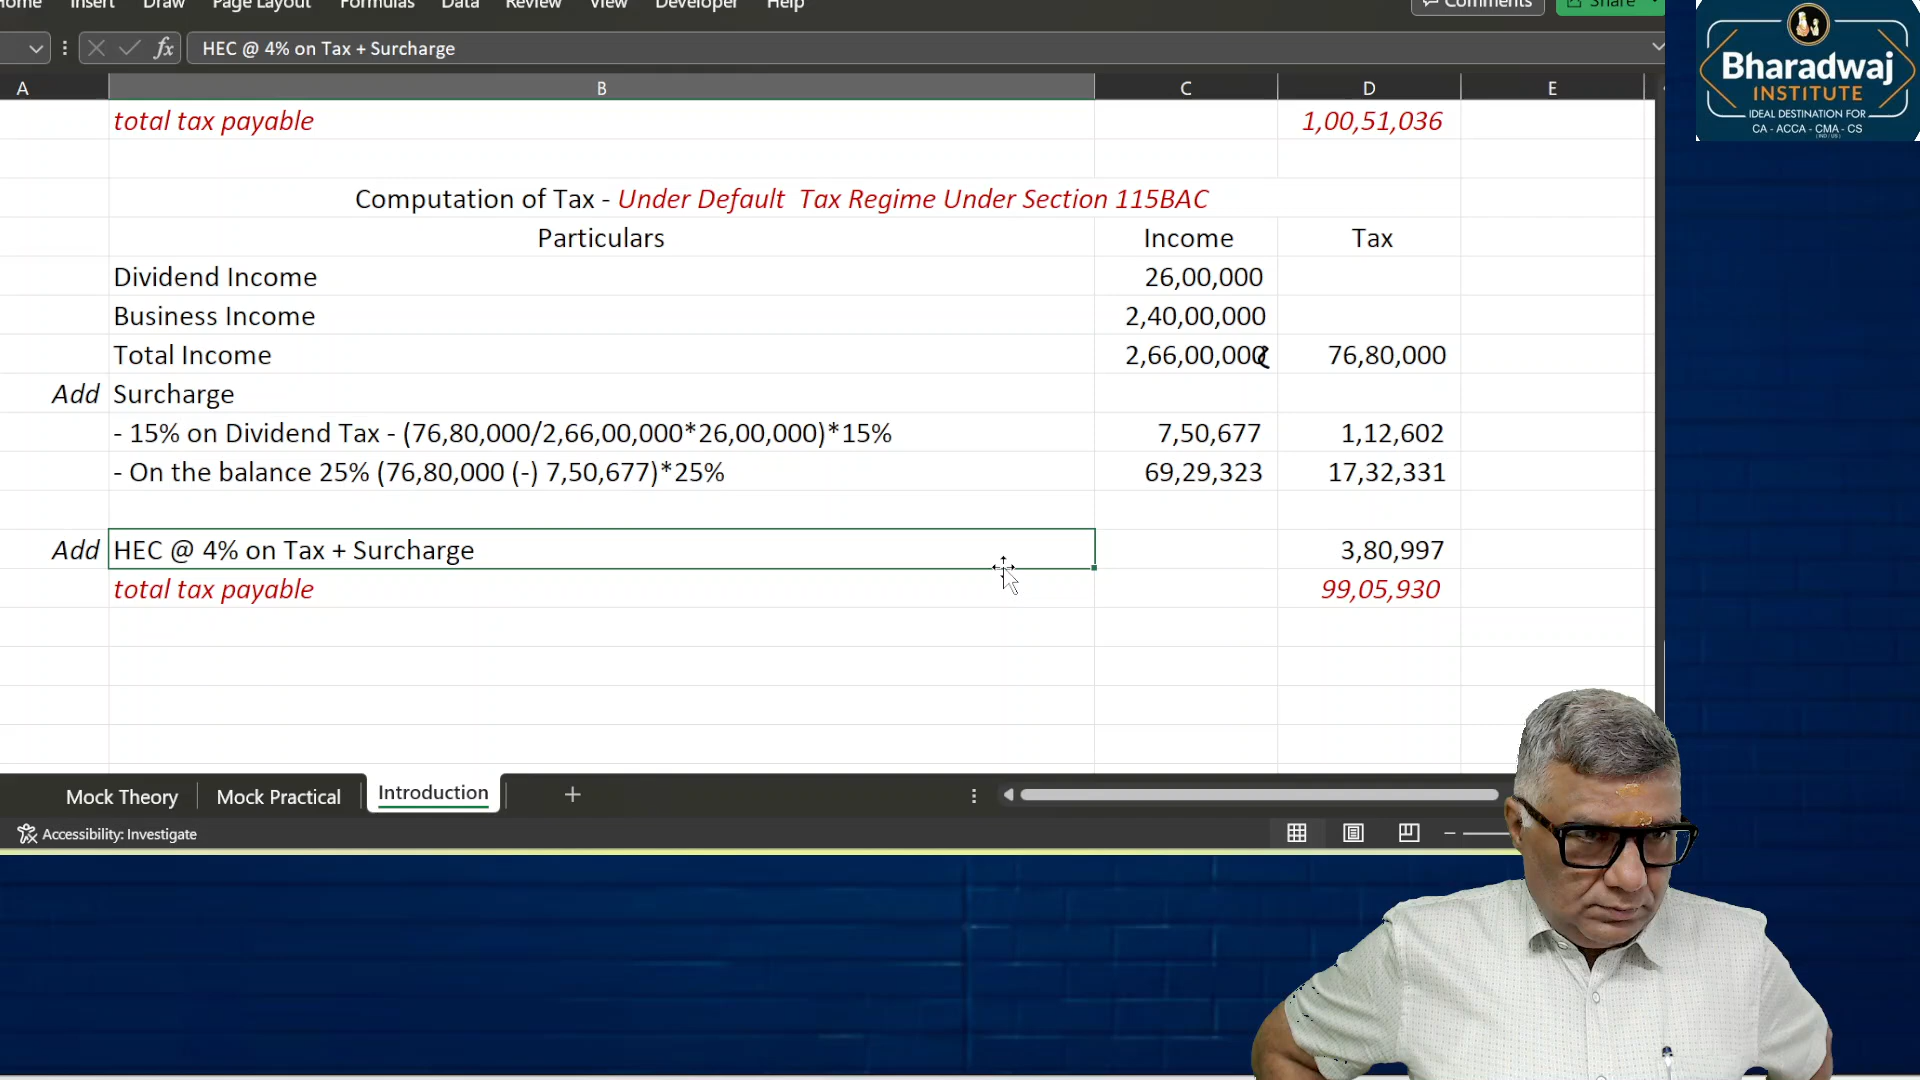 Home Insert Draw Page Layout Formulas Data Review View Developer Help Comments Share
fx HEC @ 4% on Tax + Surcharge
A B C D E
total tax payable 1,00,51,036
Computation of Tax - Under Default Tax Regime Under Section 115BAC
Particulars Income Tax
Dividend Income 26,00,000
Business Income 2,40,00,000
Total Income 2,66,00,000 76,80,000
Add Surcharge
- 15% on Dividend Tax - (76,80,000/2,66,00,000*26,00,000)*15% 7,50,677 1,12,602
- On the balance 25% (76,80,000 (-) 7,50,677)*25% 69,29,323 17,32,331
Add HEC @ 4% on Tax + Surcharge 3,80,997
total tax payable 99,05,930
Mock Theory Mock Practical Introduction
Accessibility: Investigate
Bharadwaj
INSTITUTE
IDEAL DESTINATION FOR
CA - ACCA - CMA - CS